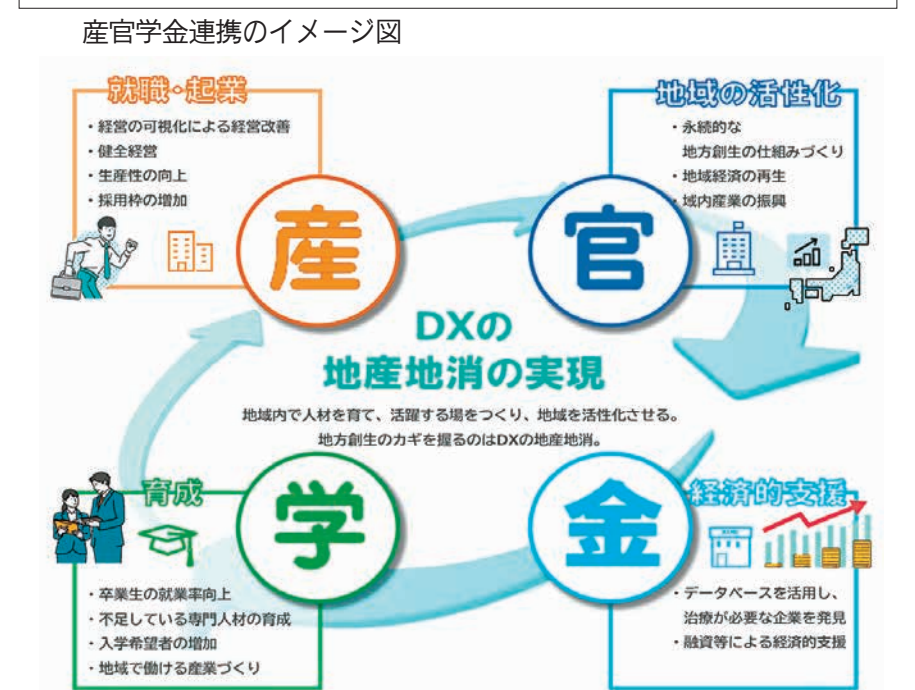 産官学金連携のイメージ図
就職・起業
・経営の可視化による経営改善
・健全経営
・生産性の向上
・採用枠の増加
産
地域の活性化
・永続的な
地方創生の仕組みづくり
・地域経済の再生
・域内産業の振興
官
DXの
地産地消の実現
地域内で人材を育て、活躍する場をつくり、地域を活性化させる。
地方創生のカギを握るのはDXの地産地消。
育成
学
・卒業生の就業率向上
・不足している専門人材の育成
・入学希望者の増加
・地域で働ける産業づくり
金
経済的支援
・データベースを活用し、
治療が必要な企業を発見
・融資等による経済的支援